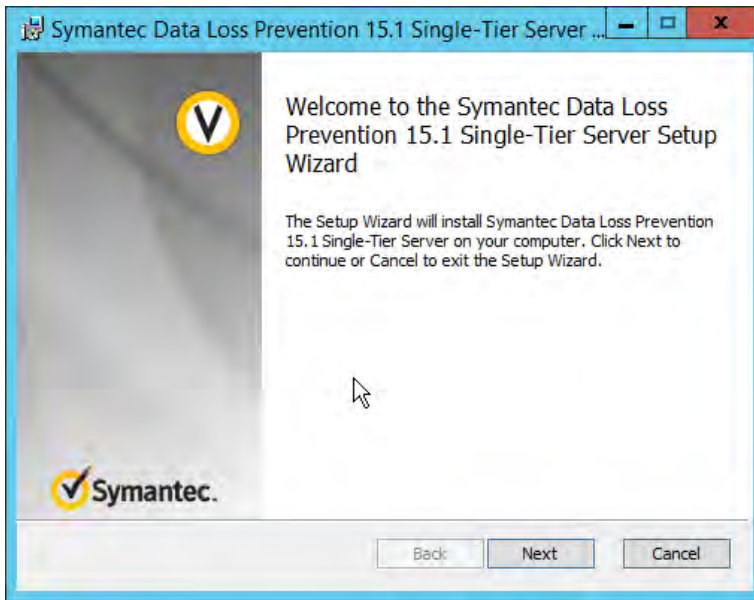 Symantec Data Loss Prevention 15.1 Single-Tier Server ...
Welcome to the Symantec Data Loss
Prevention 15.1 Single-Tier Server Setup
Wizard
The Setup Wizard will install Symantec Data Loss Prevention
15.1 Single-Tier Server on your computer. Click Next to
continue or Cancel to exit the Setup Wizard.
Symantec.
Back Next Cancel